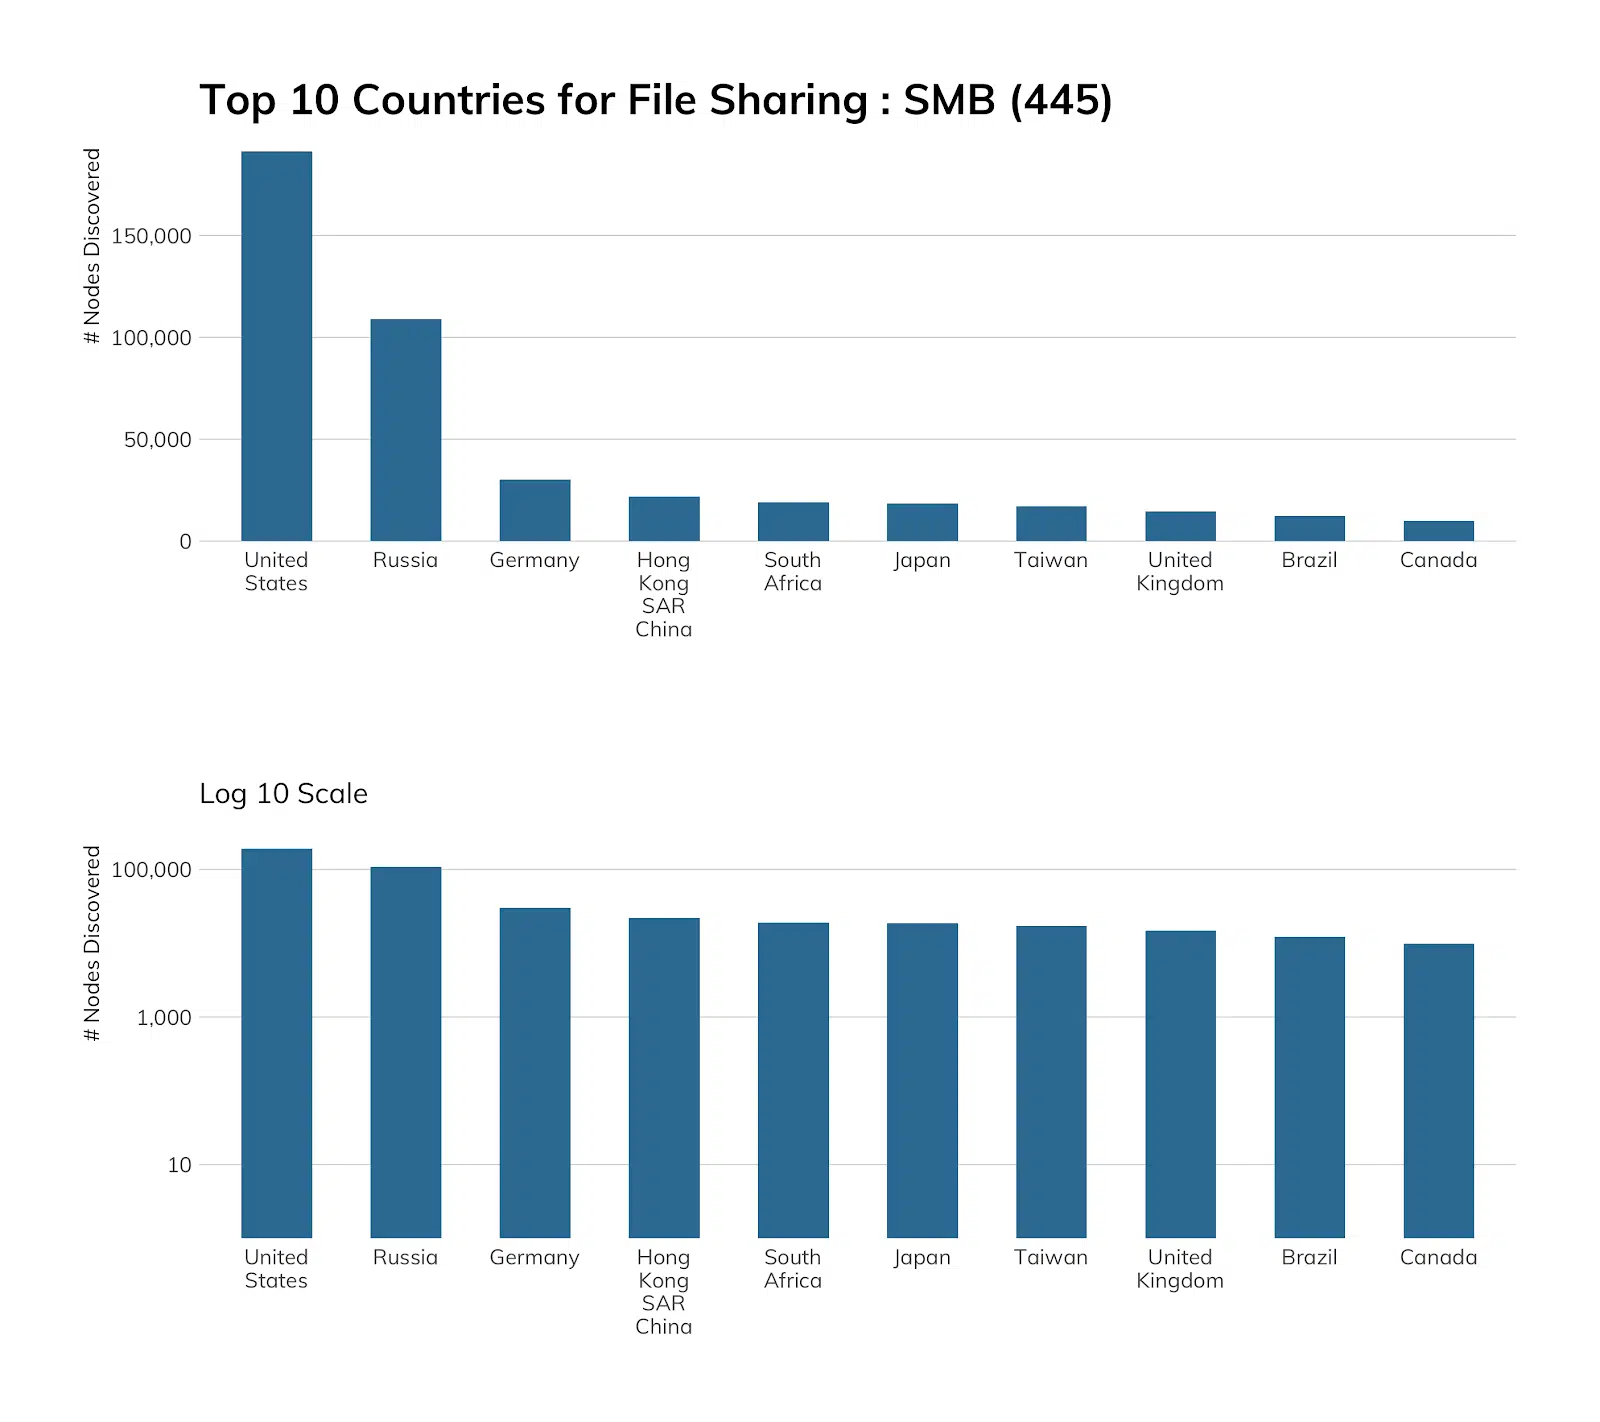 Top 10 Countries for File Sharing : SMB (445)
# Nodes Discovered
150,000
100,000
50,000
0
United States
Russia
Germany
Hong Kong SAR China
South Africa
Japan
Taiwan
United Kingdom
Brazil
Canada
Log 10 Scale
# Nodes Discovered
100,000
1,000
10
United States
Russia
Germany
Hong Kong SAR China
South Africa
Japan
Taiwan
United Kingdom
Brazil
Canada